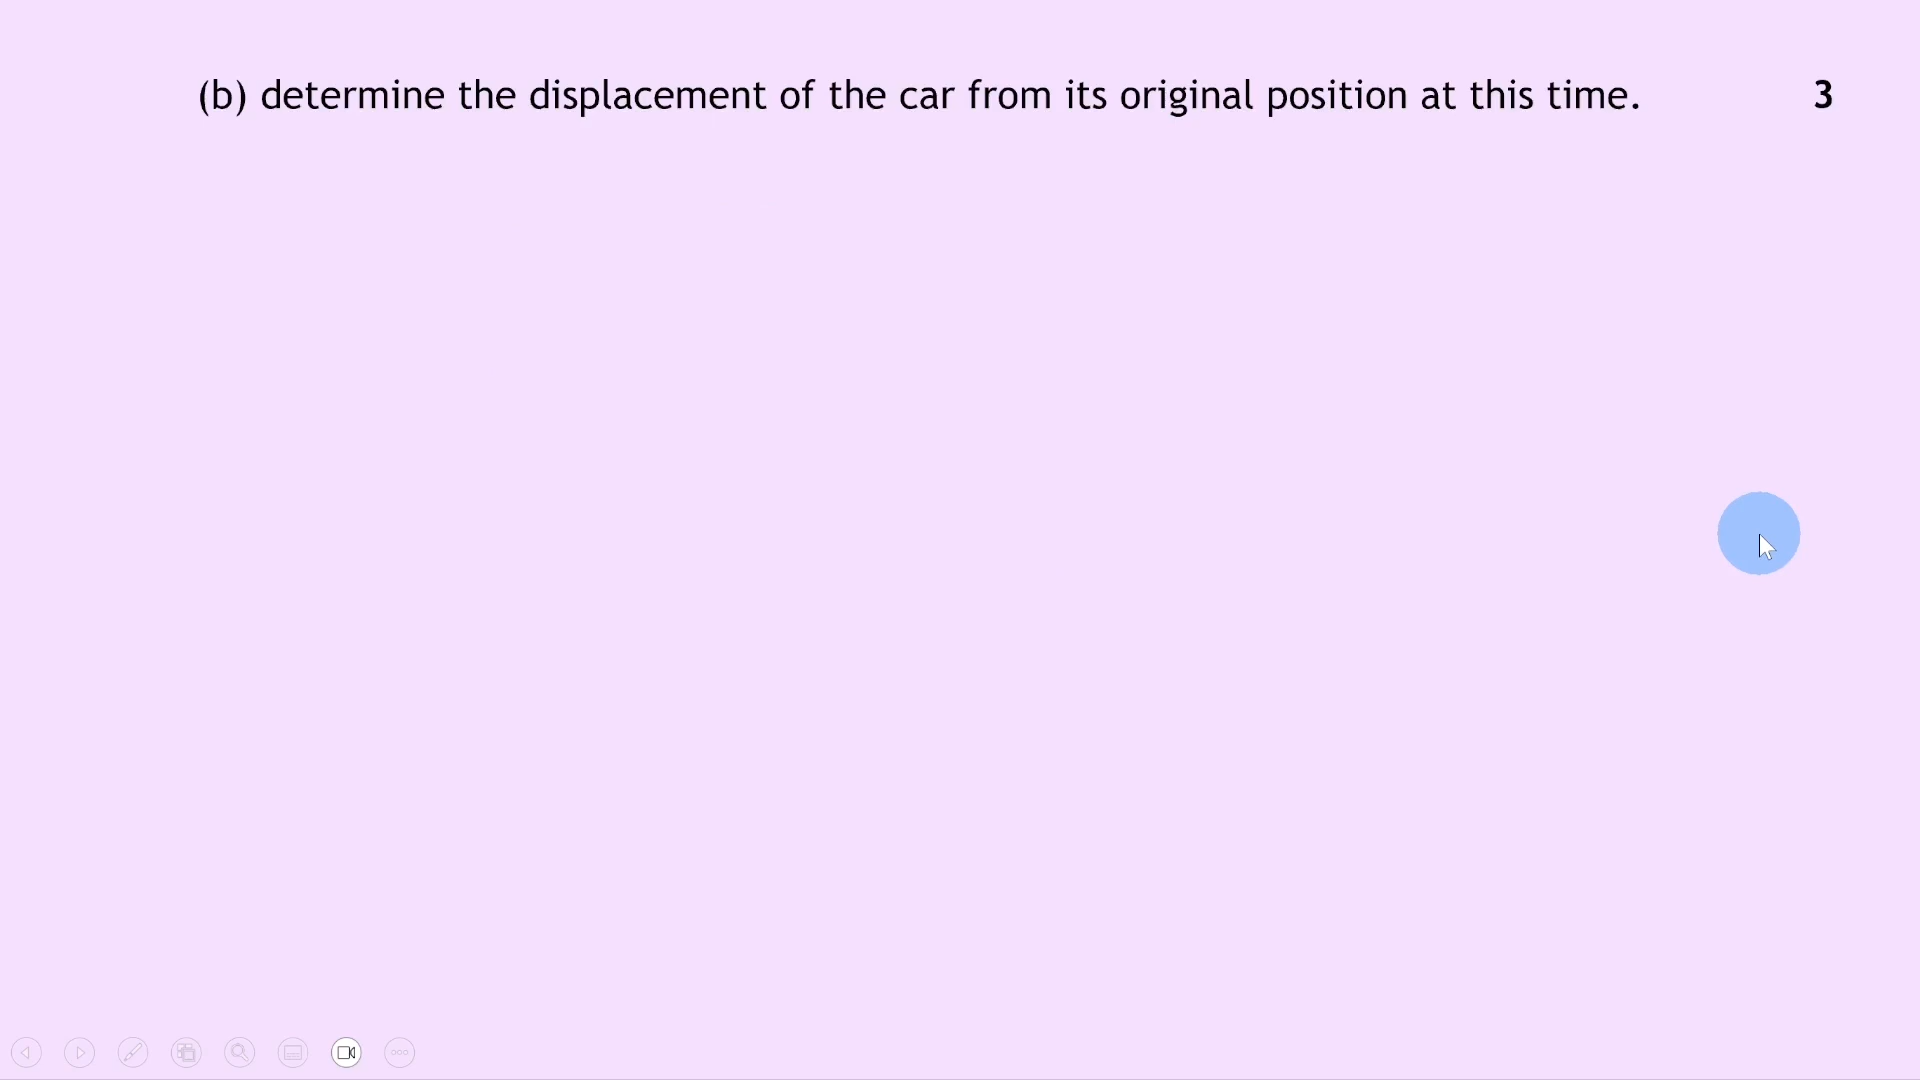 (b) determine the displacement of the car from its original position at this time. 3